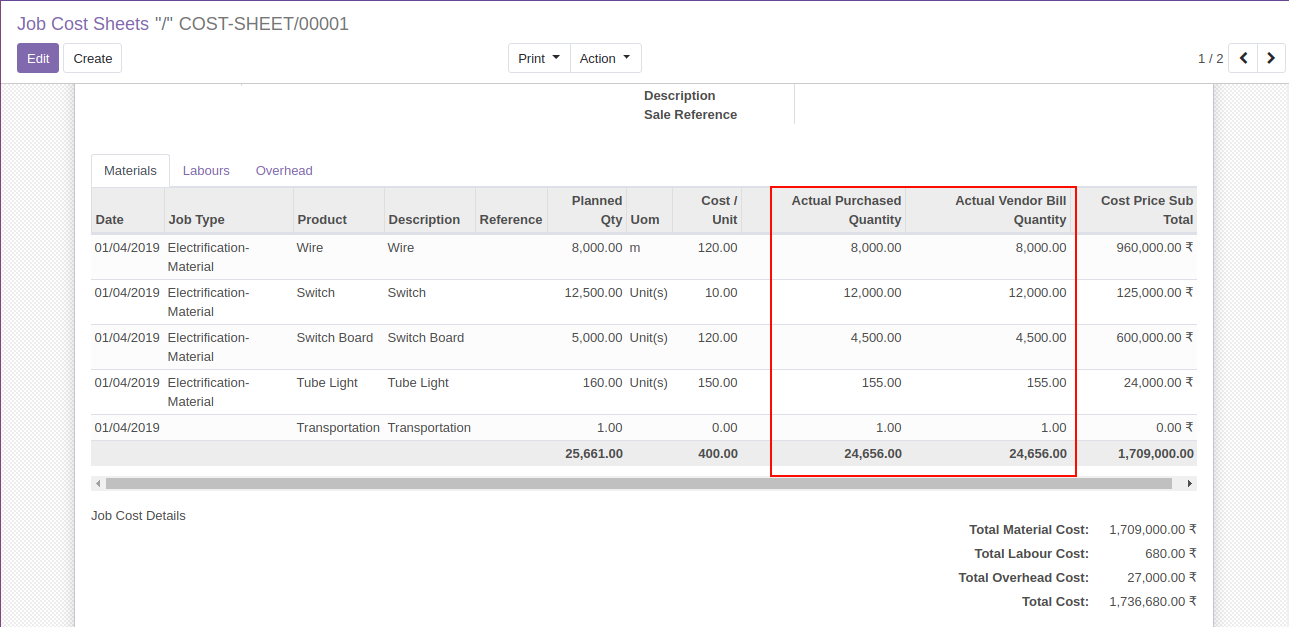 Job Cost Sheets "/" COST-SHEET/00001
Edit Create Print Action 1 / 2
Description
Sale Reference
Materials Labours Overhead
Date Job Type Product Description Reference Planned Qty Uom Cost / Unit Actual Purchased Quantity Actual Vendor Bill Quantity Cost Price Sub Total
01/04/2019 Electrification-Material Wire Wire 8,000.00 m 120.00 8,000.00 8,000.00 960,000.00 ₹
01/04/2019 Electrification-Material Switch Switch 12,500.00 Unit(s) 10.00 12,000.00 12,000.00 125,000.00 ₹
01/04/2019 Electrification-Material Switch Board Switch Board 5,000.00 Unit(s) 120.00 4,500.00 4,500.00 600,000.00 ₹
01/04/2019 Electrification-Material Tube Light Tube Light 160.00 Unit(s) 150.00 155.00 155.00 24,000.00 ₹
01/04/2019 Transportation Transportation 1.00 0.00 1.00 1.00 0.00 ₹
25,661.00 400.00 24,656.00 24,656.00 1,709,000.00
Job Cost Details
Total Material Cost: 1,709,000.00 ₹
Total Labour Cost: 680.00 ₹
Total Overhead Cost: 27,000.00 ₹
Total Cost: 1,736,680.00 ₹